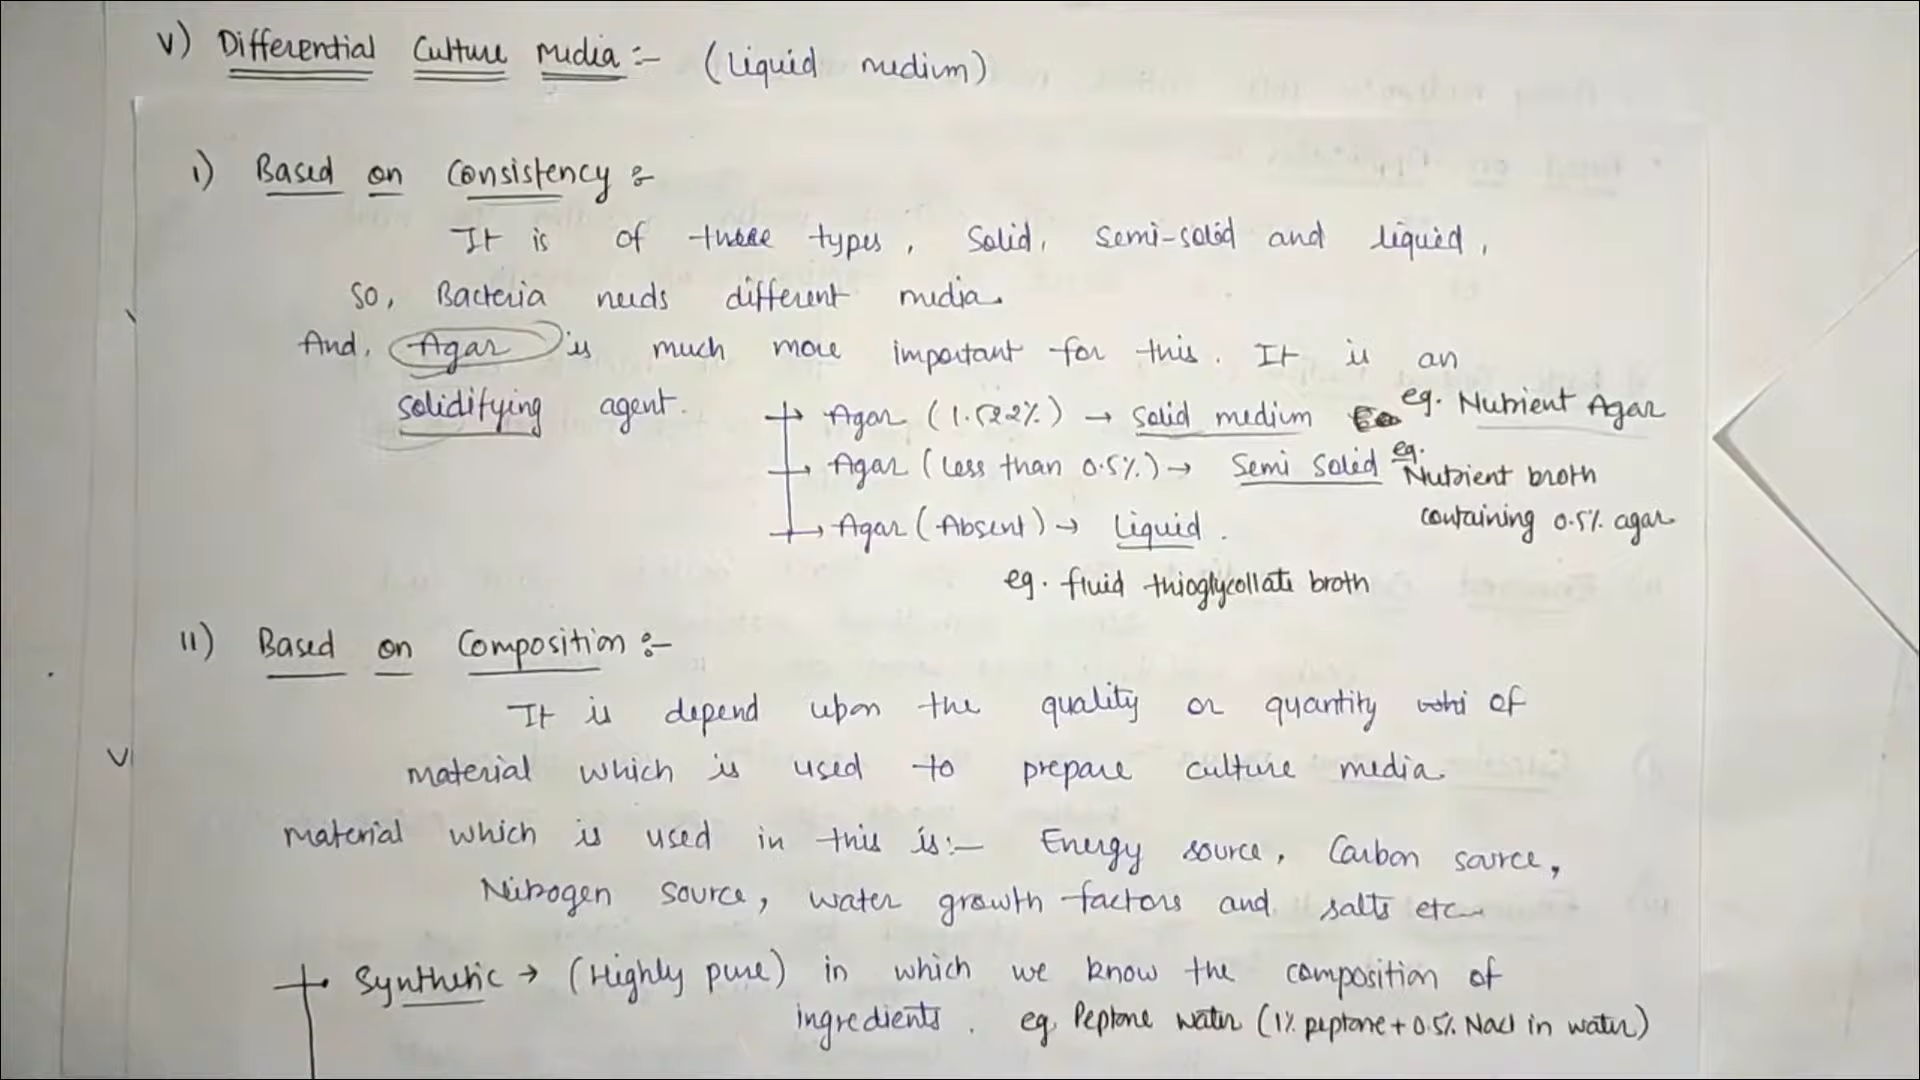 v) Differential Culture Media :- (Liquid medium)
i) Based on Consistency :-
It is of three types, Solid, Semi-solid and liquid,
So, Bacteria needs different media.
And, Agar is much more important for this. It is an
solidifying agent.
Agar ( ) → Solid medium eg. Nutrient Agar
Agar (Less than 0.5%) → Semi Solid eg. Nutrient broth
containing 0.5% agar
Agar (Absent) → Liquid.
eg. fluid thioglycollate broth
ii) Based on Composition :-
It is depend upon the quality or quantity of
material which is used to prepare culture media.
Material which is used in this is :- Energy source, Carbon source,
Nitrogen source, water growth factors and salts etc.
Synthetic → (Highly pure) in which we know the composition of
ingredients. eg. Peptone water (1% peptone + 0.5% Nacl in water)